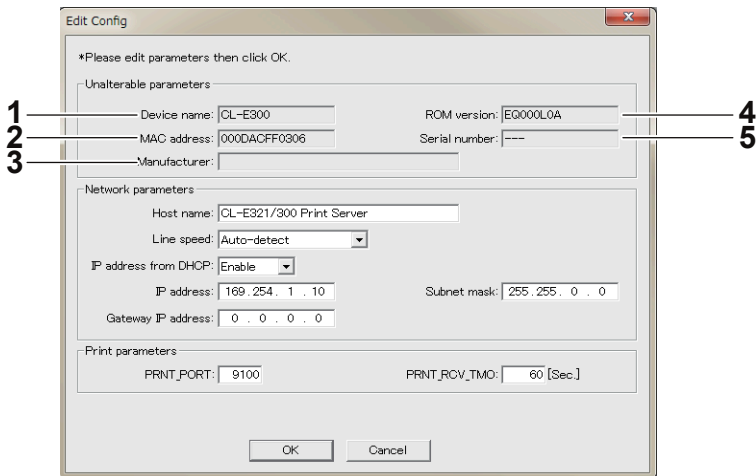 Edit Config
*Please edit parameters then click OK.
Unalterable parameters
1 Device name: CL-E300 ROM version: EQ000L0A 4
2 MAC address: 000DACFF0306 Serial number: --- 5
3 Manufacturer:
Network parameters
Host name: CL-E321/300 Print Server
Line speed: Auto-detect
IP address from DHCP: Enable
IP address: 169.254. 1 . 10 Subnet mask: 255.255. 0 . 0
Gateway IP address: 0 . 0 . 0 . 0
Print parameters
PRNT_PORT: 9100 PRNT_RCV_TMO: 60 [Sec.]
OK Cancel